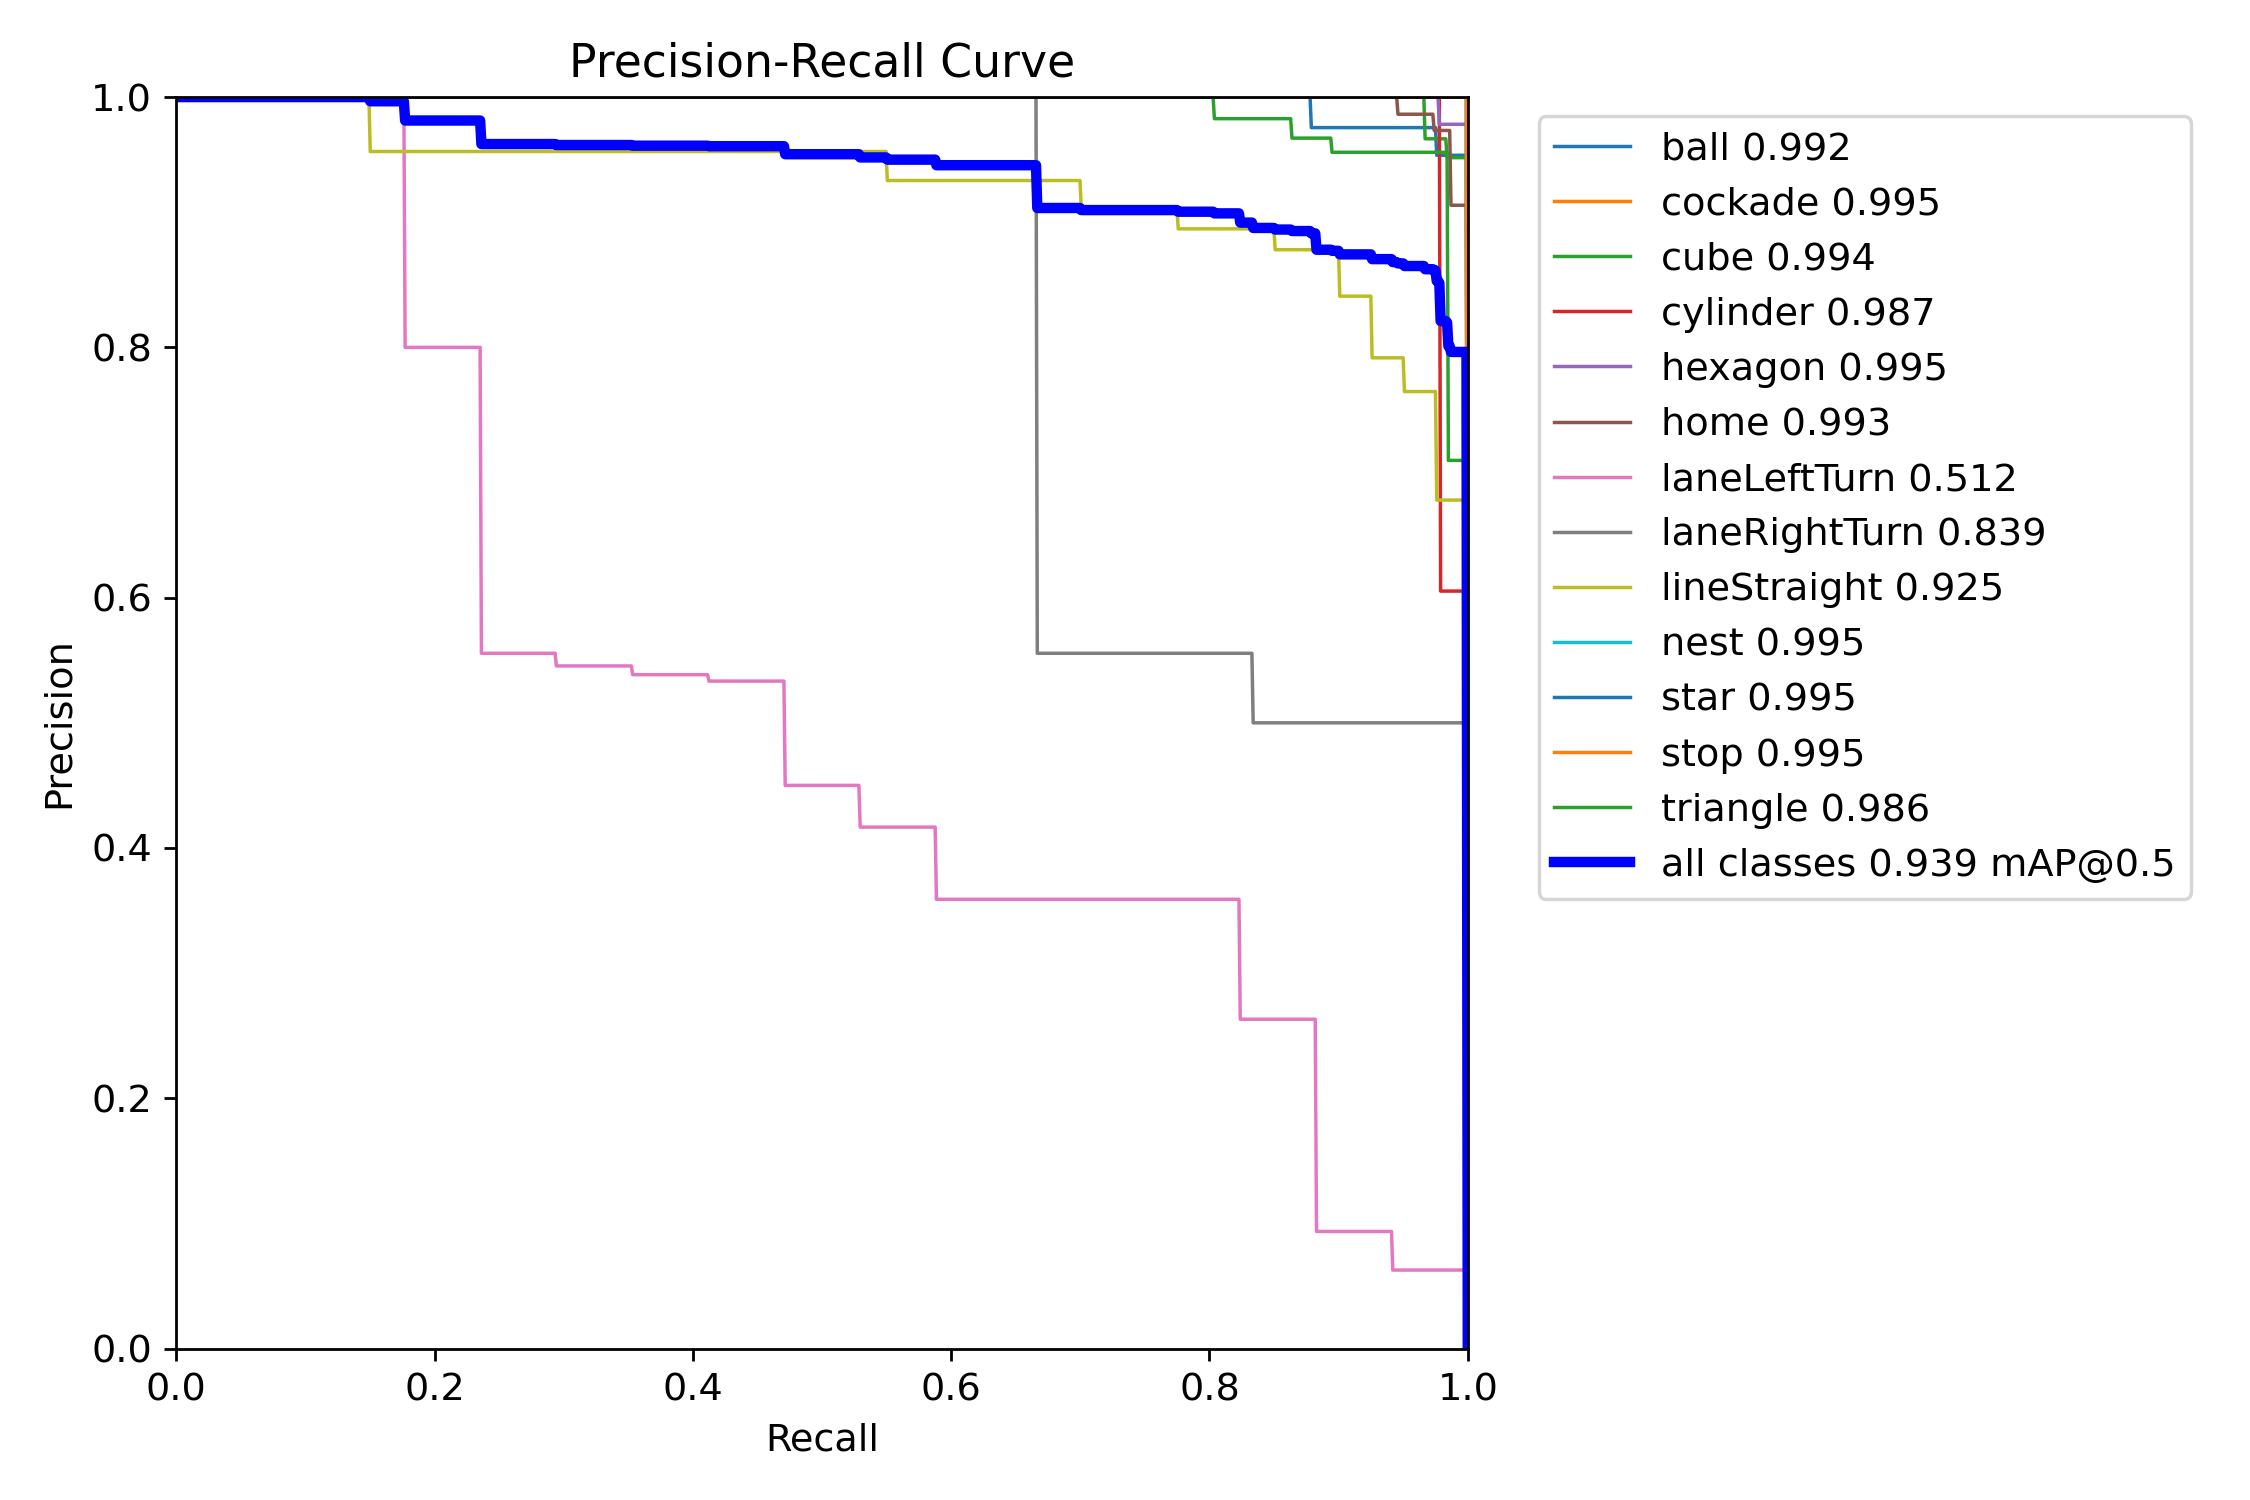 Precision-Recall Curve
1.0
0.8
0.6
0.4
0.2
0.0
Precision
0.0 0.2 0.4 0.6 0.8 1.0
Recall
ball 0.992
cockade 0.995
cube 0.994
cylinder 0.987
hexagon 0.995
home 0.993
laneLeftTurn 0.512
laneRightTurn 0.839
lineStraight 0.925
nest 0.995
star 0.995
stop 0.995
triangle 0.986
all classes 0.939 mAP@0.5